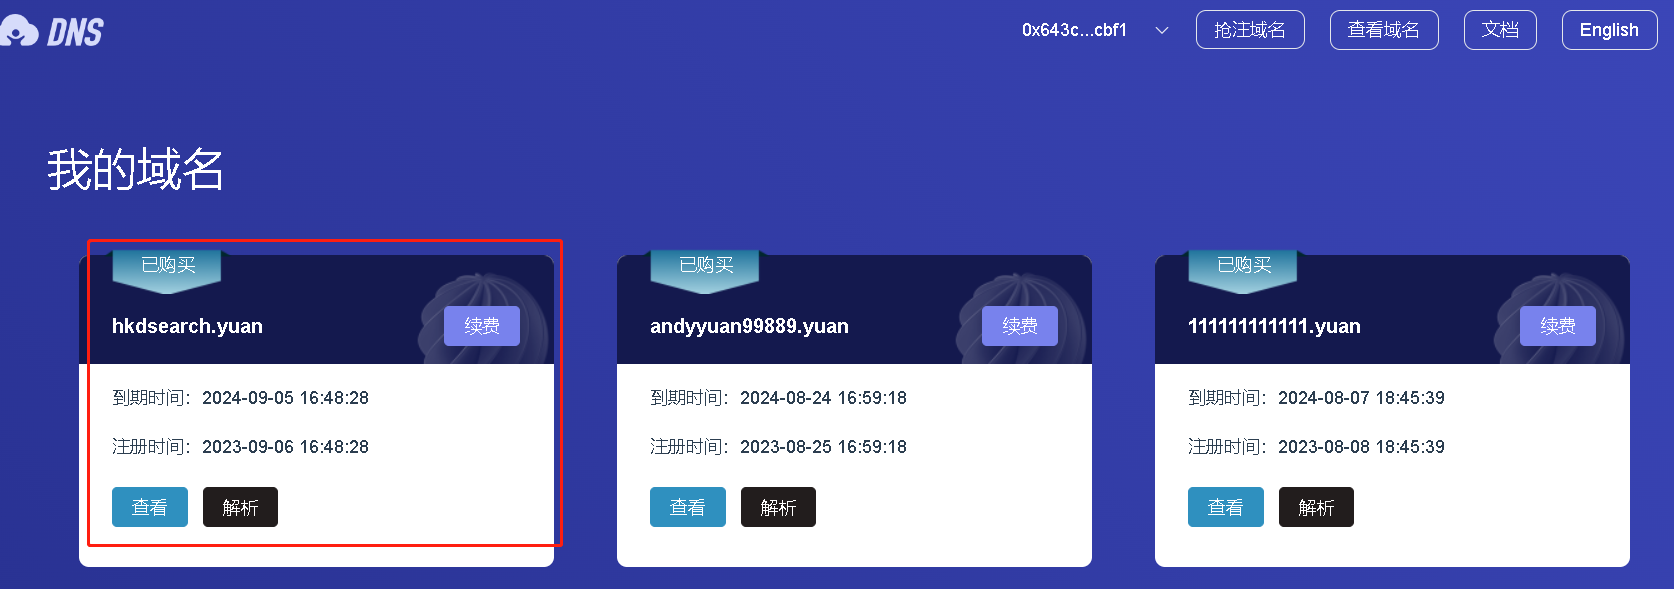 DNS
0x643c...cbf1
抢注域名
查看域名
文档
English
我的域名
已购买
hkdsearch.yuan
续费
到期时间：2024-09-05 16:48:28
注册时间：2023-09-06 16:48:28
查看
解析
已购买
andyyuan99889.yuan
续费
到期时间：2024-08-24 16:59:18
注册时间：2023-08-25 16:59:18
查看
解析
已购买
111111111111.yuan
续费
到期时间：2024-08-07 18:45:39
注册时间：2023-08-08 18:45:39
查看
解析